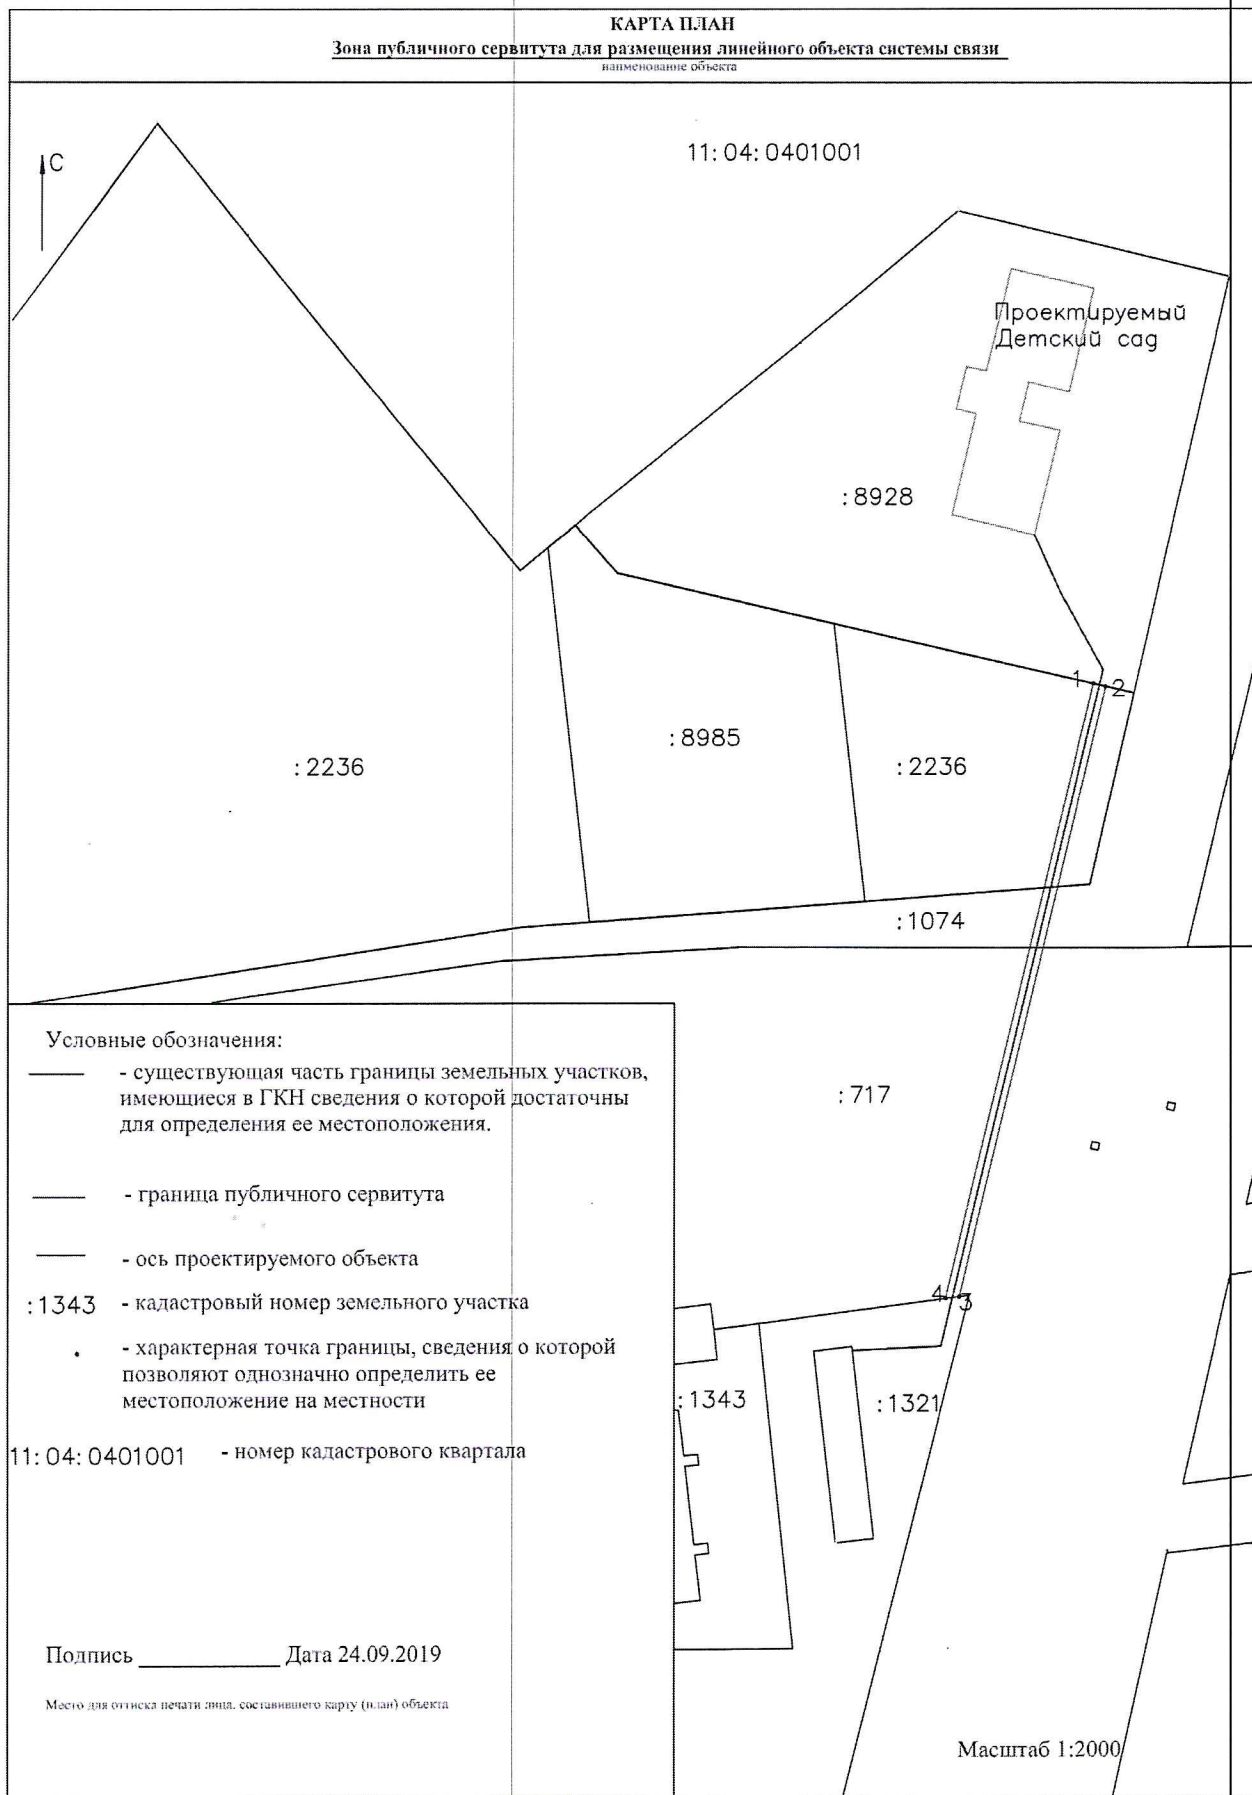 КАРТА ПЛАН
Зона публичного сервитута для размещения линейного объекта системы связи
наименование объекта
С
11:04:0401001
Проектируемый
Детский сад
:8928
1
2
:8985
:2236
:2236
:1074
Условные обозначения:
- существующая часть границы земельных участков,
имеющиеся в ГКН сведения о которой достаточны
для определения ее местоположения.
:717
- граница публичного сервитута
- ось проектируемого объекта
4
3
:1343 - кадастровый номер земельного участка
- характерная точка границы, сведения о которой
позволяют однозначно определить ее
местоположение на местности
:1343
:1321
11:04:0401001 - номер кадастрового квартала
Подпись ____________ Дата 24.09.2019
Место для оттиска печати лица, составившего карту (план) объекта
Масштаб 1:2000